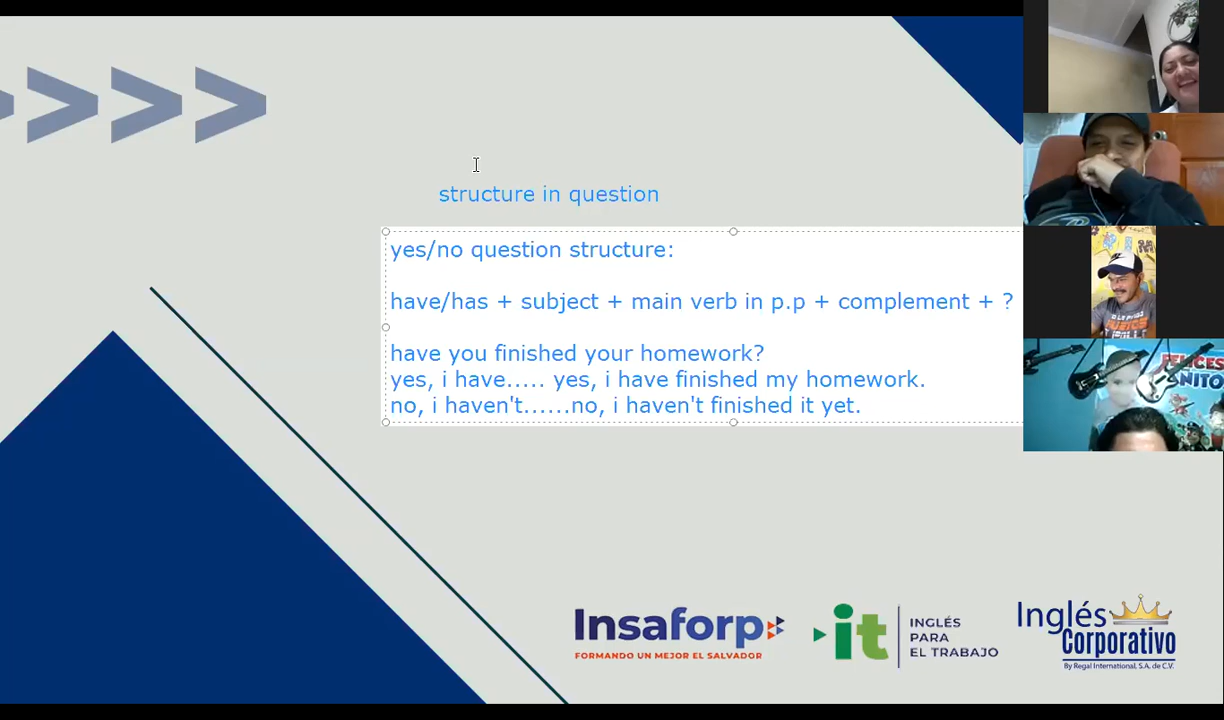 structure in question
yes/no question structure:
have/has + subject + main verb in p.p + complement + ?
have you finished your homework?
yes, i have..... yes, i have finished my homework.
no, i haven't......no, i haven't finished it yet.
Insaforp
FORMANDO UN MEJOR EL SALVADOR
it
INGLÉS
PARA
EL TRABAJO
Inglés
Corporativo
By Regal International, S.A. de C.V.